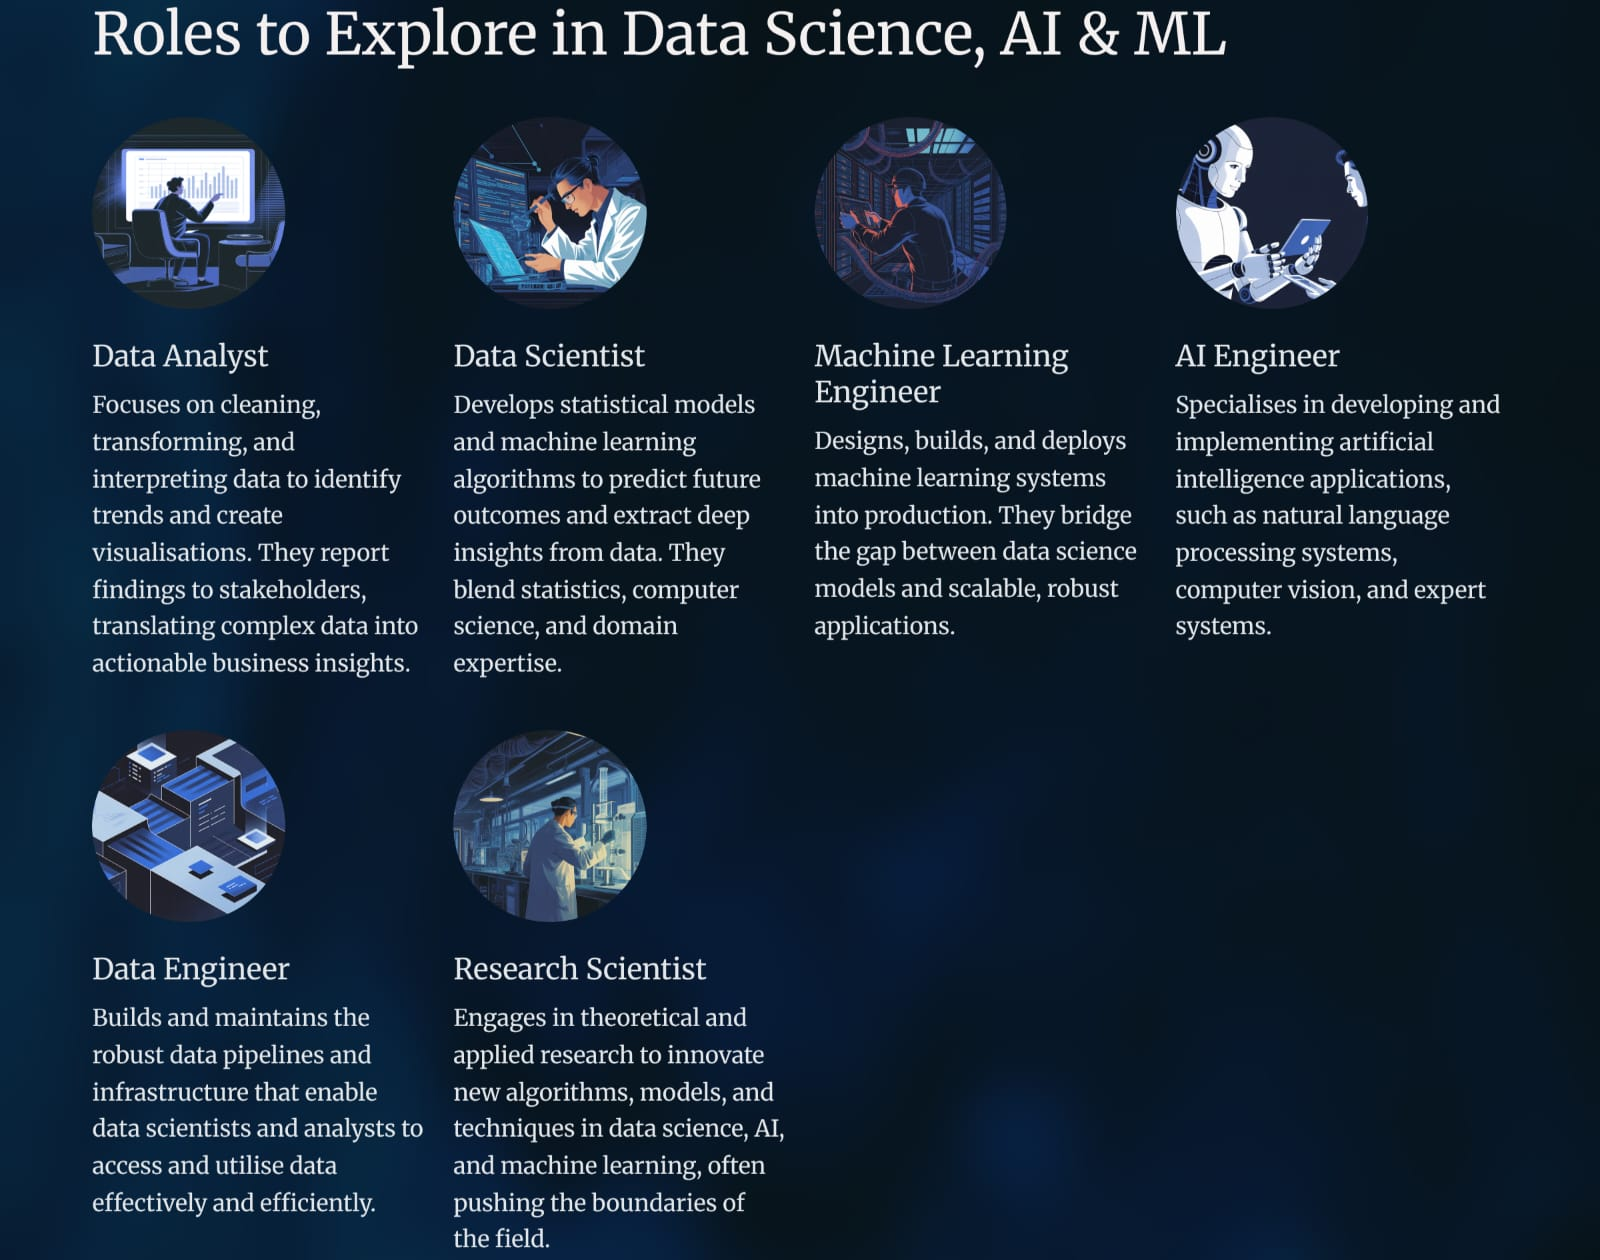 Roles to Explore in Data Science, AI & ML
Data Analyst
Focuses on cleaning,
transforming, and
interpreting data to identify
trends and create
visualisations. They report
findings to stakeholders,
translating complex data into
actionable business insights.
Data Scientist
Develops statistical models
and machine learning
algorithms to predict future
outcomes and extract deep
insights from data. They
blend statistics, computer
science, and domain
expertise.
Machine Learning
Engineer
Designs, builds, and deploys
machine learning systems
into production. They bridge
the gap between data science
models and scalable, robust
applications.
AI Engineer
Specialises in developing and
implementing artificial
intelligence applications,
such as natural language
processing systems,
computer vision, and expert
systems.
Data Engineer
Builds and maintains the
robust data pipelines and
infrastructure that enable
data scientists and analysts to
access and utilise data
effectively and efficiently.
Research Scientist
Engages in theoretical and
applied research to innovate
new algorithms, models, and
techniques in data science, AI,
and machine learning, often
pushing the boundaries of
the field.